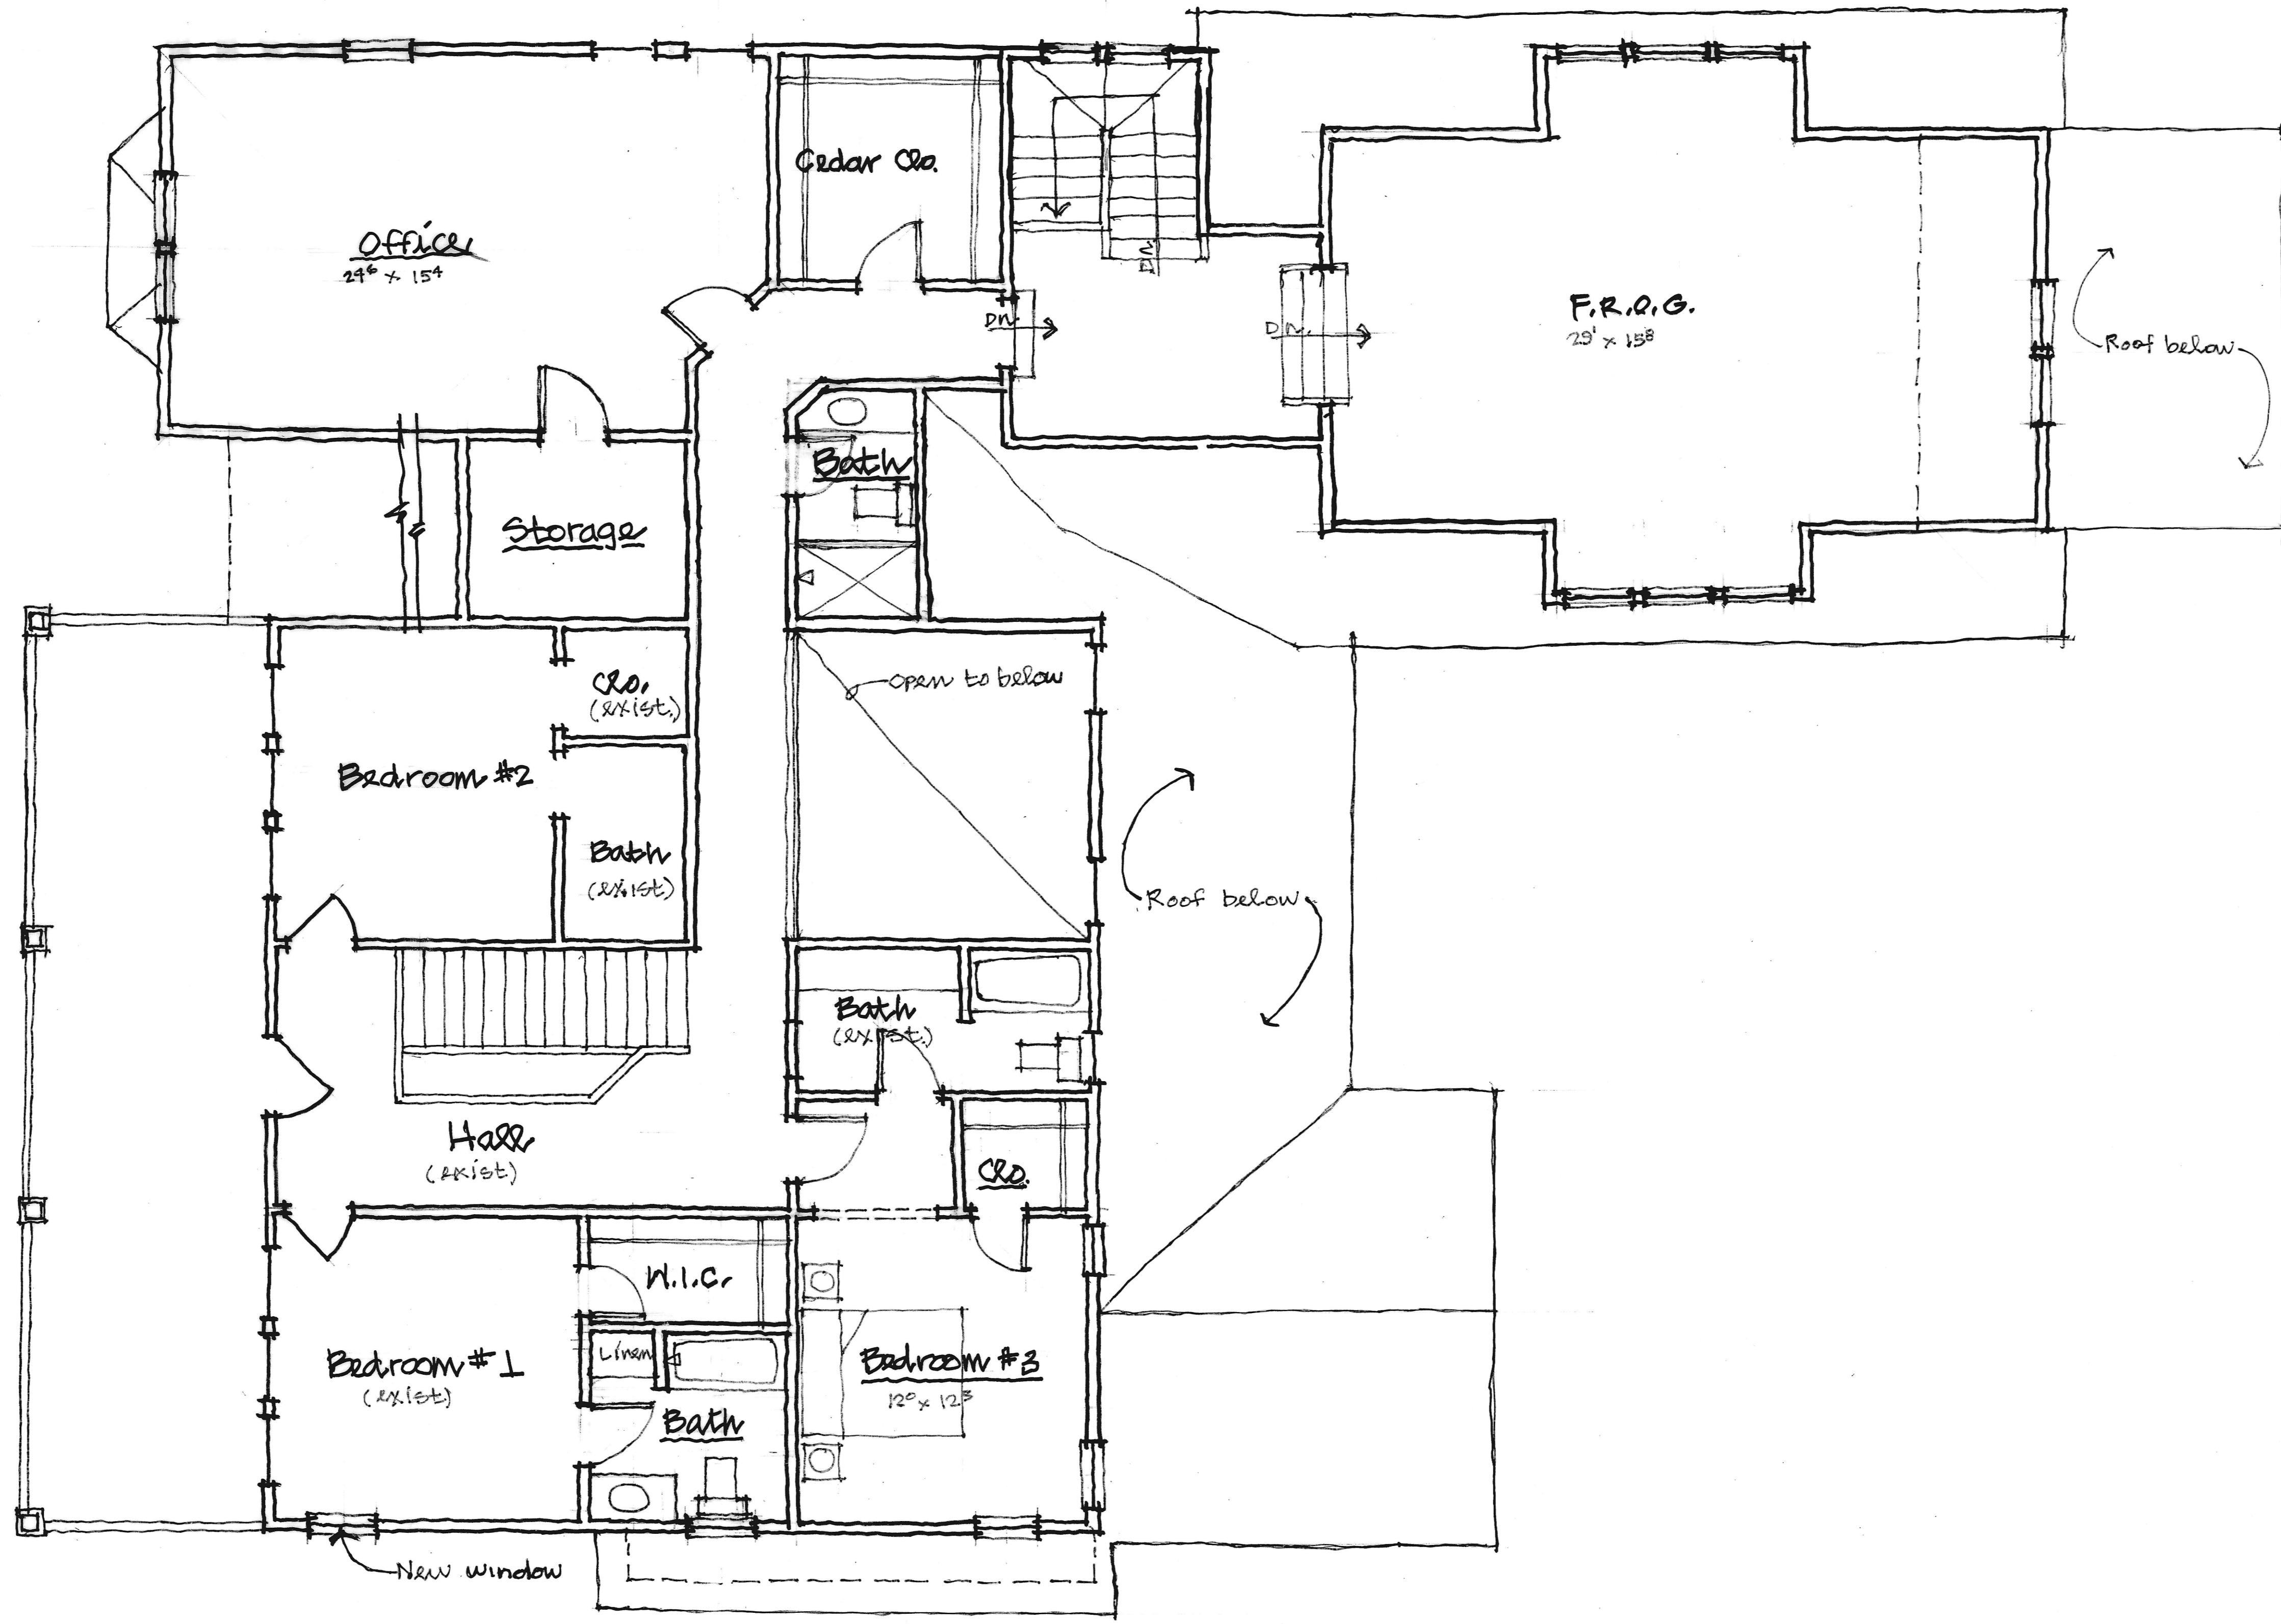 Cedar Clo.
Office
24⁶ x 15⁴
DN
F.R.O.G.
DN.
DN.
29' x 15⁸
Roof below
Bath
Storage
Clo.
(exist.)
Open to below
Bedroom #2
Bath
(exist)
Roof below
Bath
(exist.)
Hall
(exist)
Clo.
W.I.C.
Linen
Bedroom #1
(exist)
Bedroom #3
12⁰ x 12³
Bath
New window